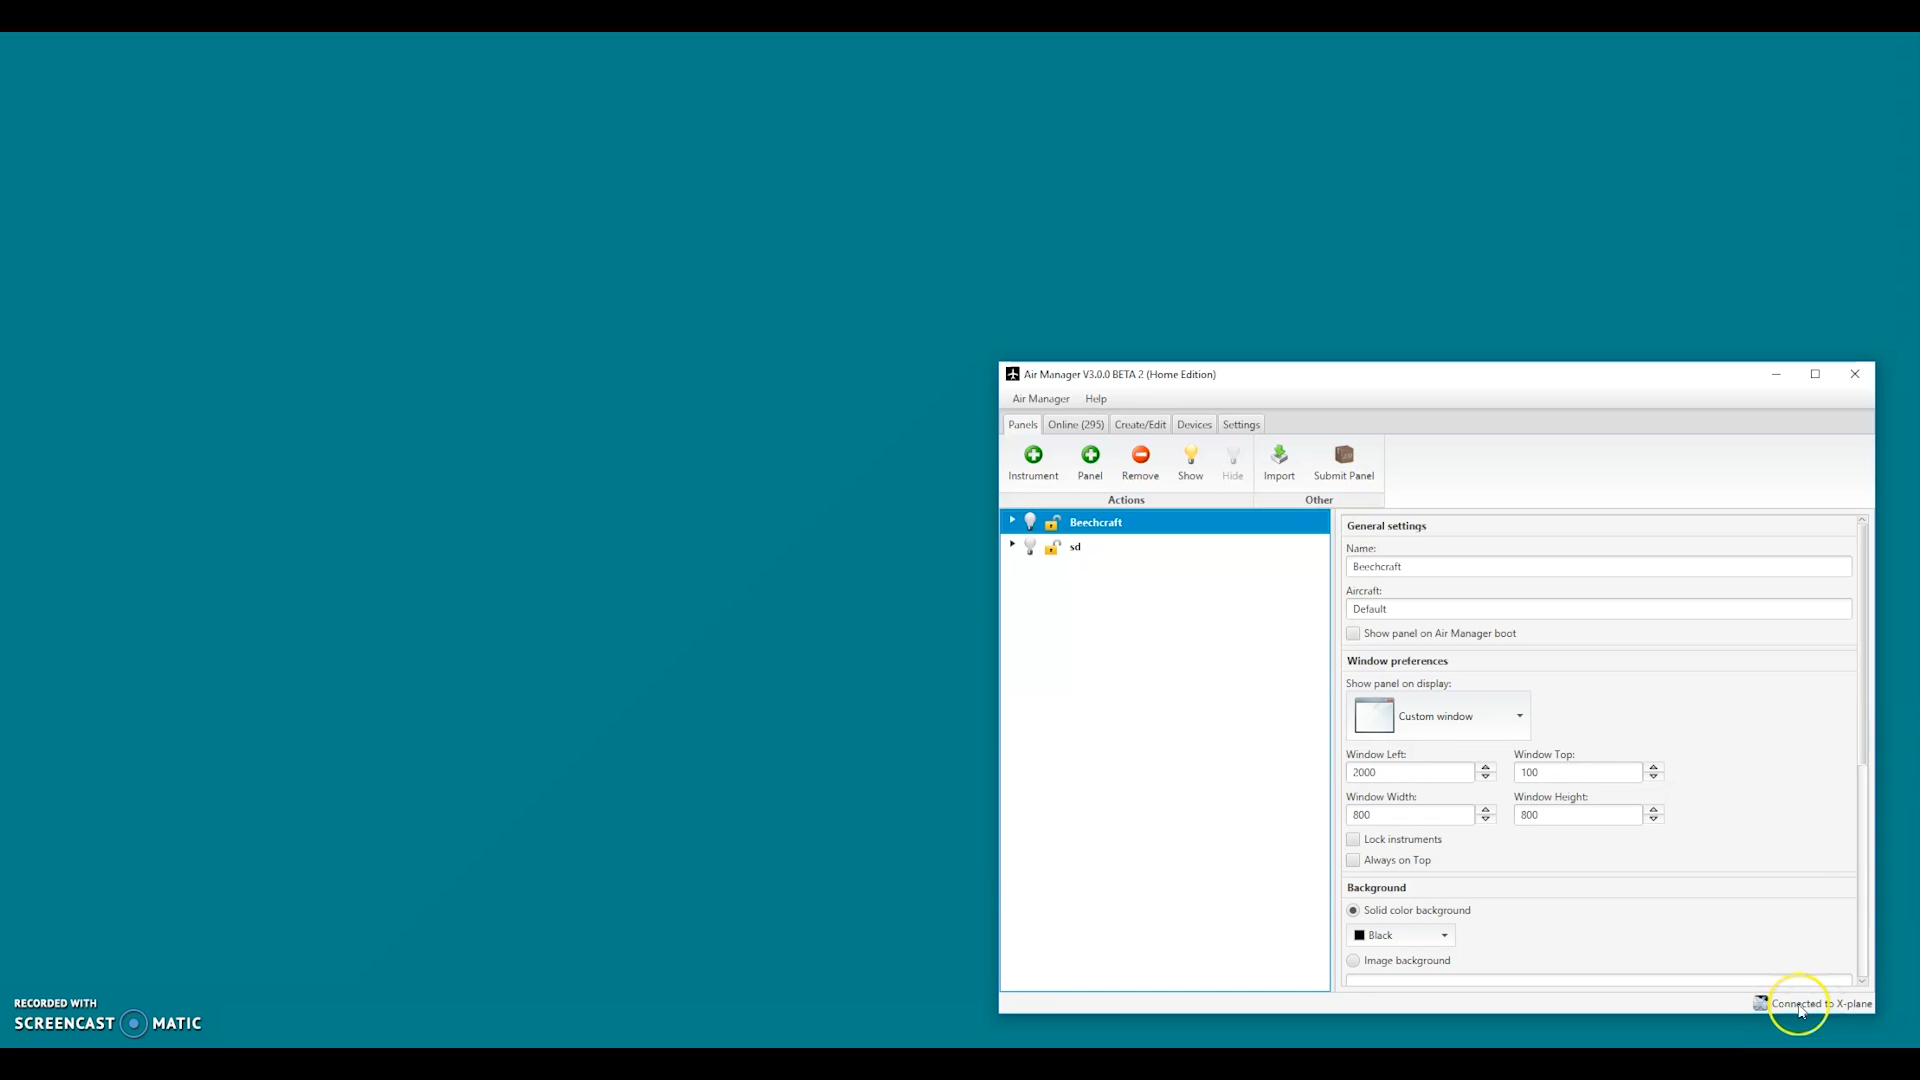 Air Manager V3.0.0 BETA 2 (Home Edition)
Air Manager Help
Panels Online (295) Create/Edit Devices Settings
Instrument Panel Remove Show Hide Import Submit Panel
Actions Other
Beechcraft
sd
General settings
Name:
Beechcraft
Aircraft:
Default
Show panel on Air Manager boot
Window preferences
Show panel on display:
Custom window
Window Left: Window Top:
2000 100
Window Width: Window Height:
800 800
Lock instruments
Always on Top
Background
Solid color background
Black
Image background
Connected to X-plane
RECORDED WITH
SCREENCAST MATIC